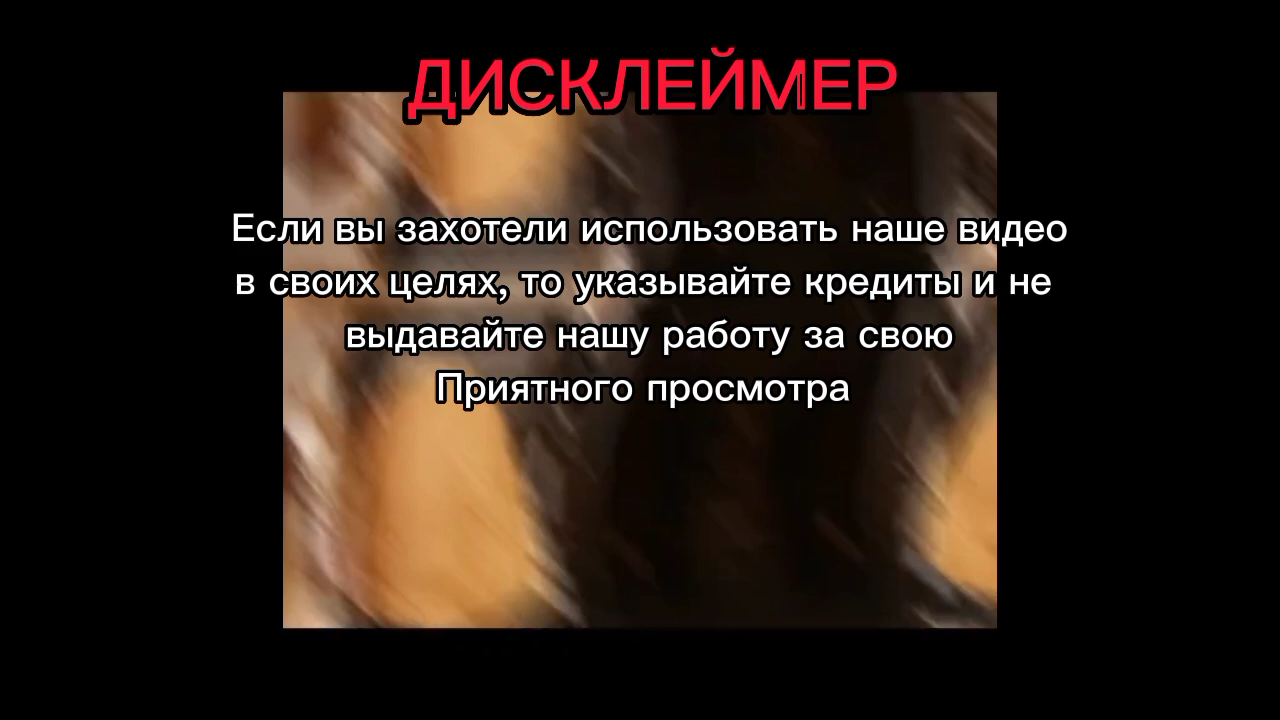 ДИСКЛЕЙМЕР
Если вы захотели использовать наше видео
в своих целях, то указывайте кредиты и не
выдавайте нашу работу за свою
Приятного просмотра